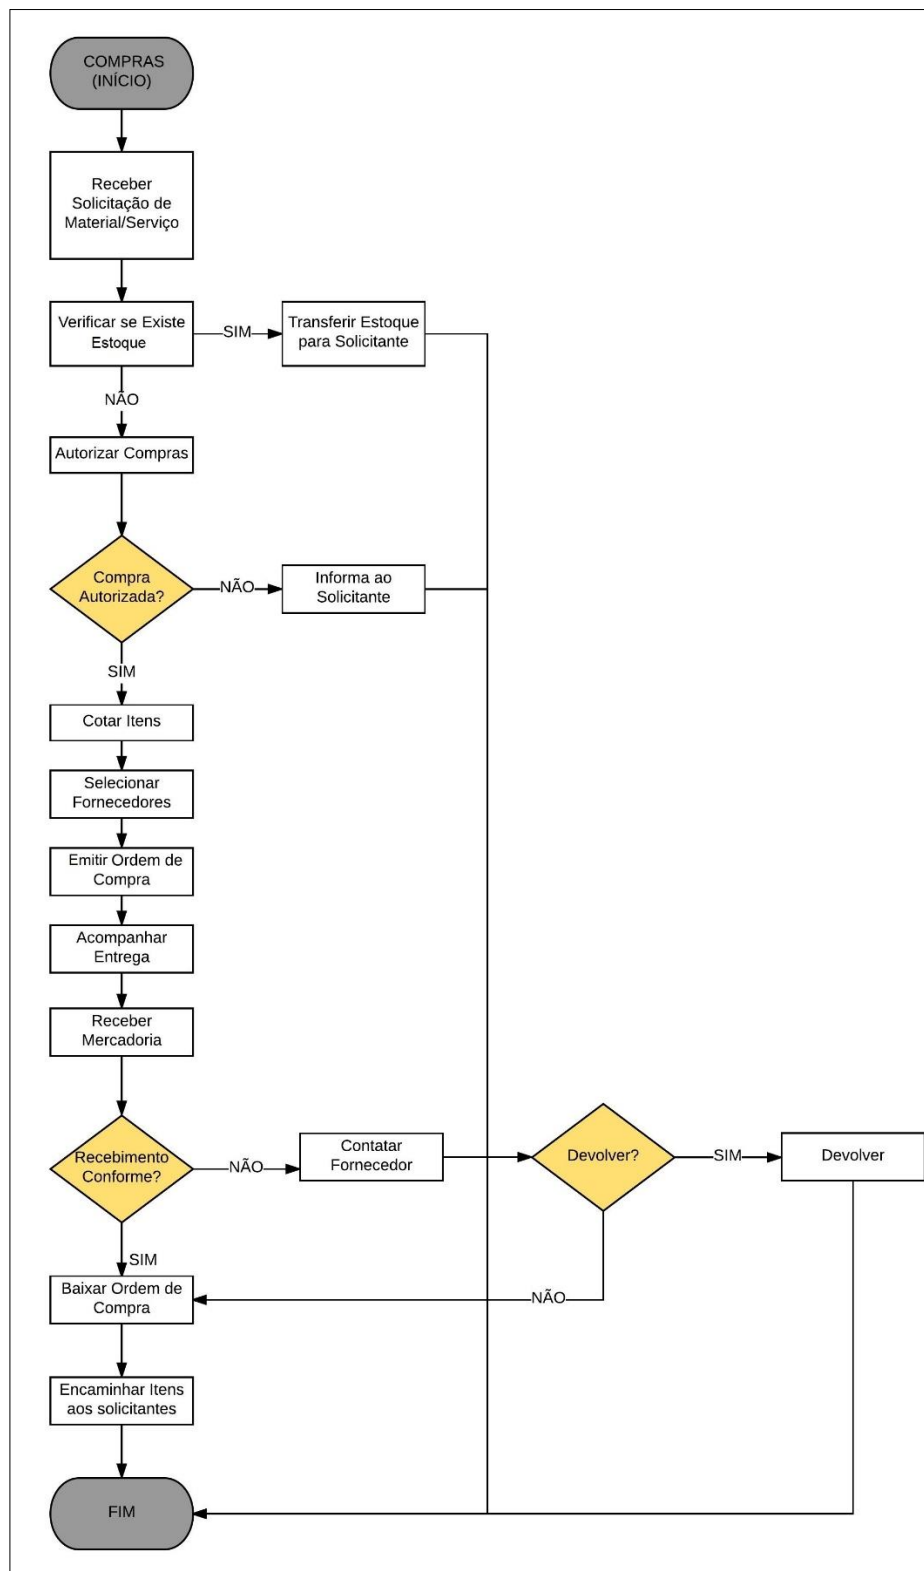 COMPRAS
(INÍCIO)
Receber
Solicitação de
Material/Serviço
Verificar se Existe
Estoque
SIM
Transferir Estoque
para Solicitante
NÃO
Autorizar Compras
Compra
Autorizada?
NÃO
Informa ao
Solicitante
SIM
Cotar Itens
Selecionar
Fornecedores
Emitir Ordem de
Compra
Acompanhar
Entrega
Receber
Mercadoria
Recebimento
Conforme?
NÃO
Contatar
Fornecedor
Devolver?
SIM
Devolver
SIM
Baixar Ordem de
Compra
NÃO
Encaminhar Itens
aos solicitantes
FIM